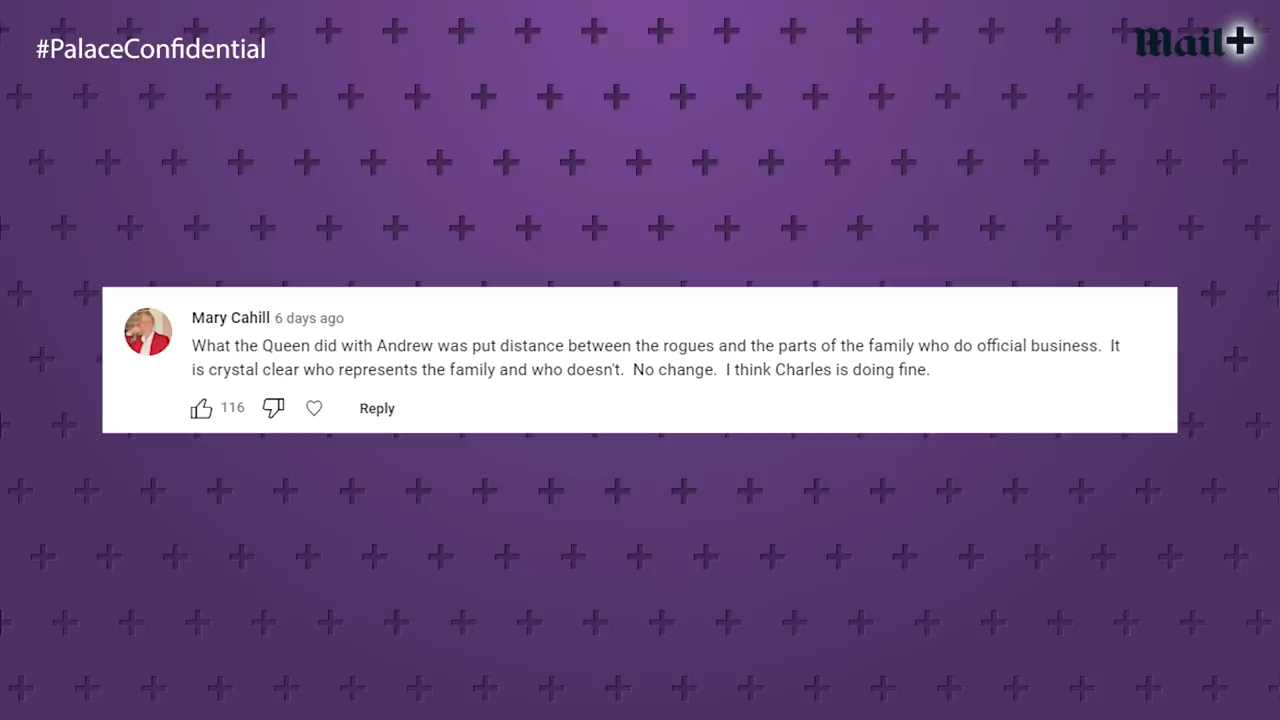 #PalaceConfidential
Mail+
Mary Cahill 6 days ago
What the Queen did with Andrew was put distance between the rogues and the parts of the family who do official business.  It
is crystal clear who represents the family and who doesn't.  No change.  I think Charles is doing fine.
116
Reply